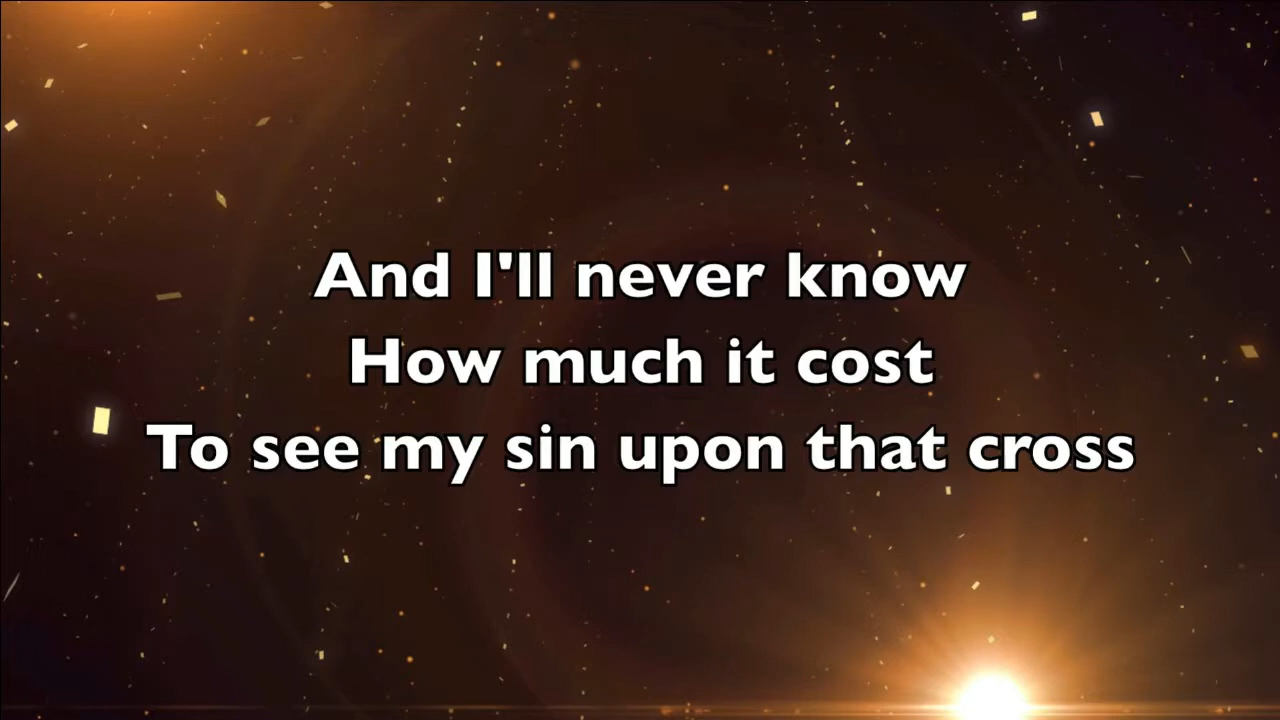 And I'll never know
How much it cost
To see my sin upon that cross